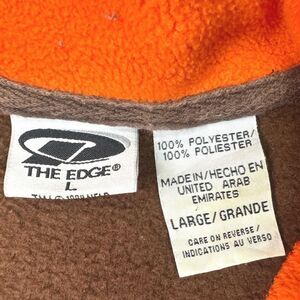 THE EDGE®
L
100% POLYESTER/
100% POLIESTER
MADE IN/HECHO EN
UNITED ARAB
EMIRATES
LARGE/GRANDE
CARE ON REVERSE/
INDICATIONS AU VERSO